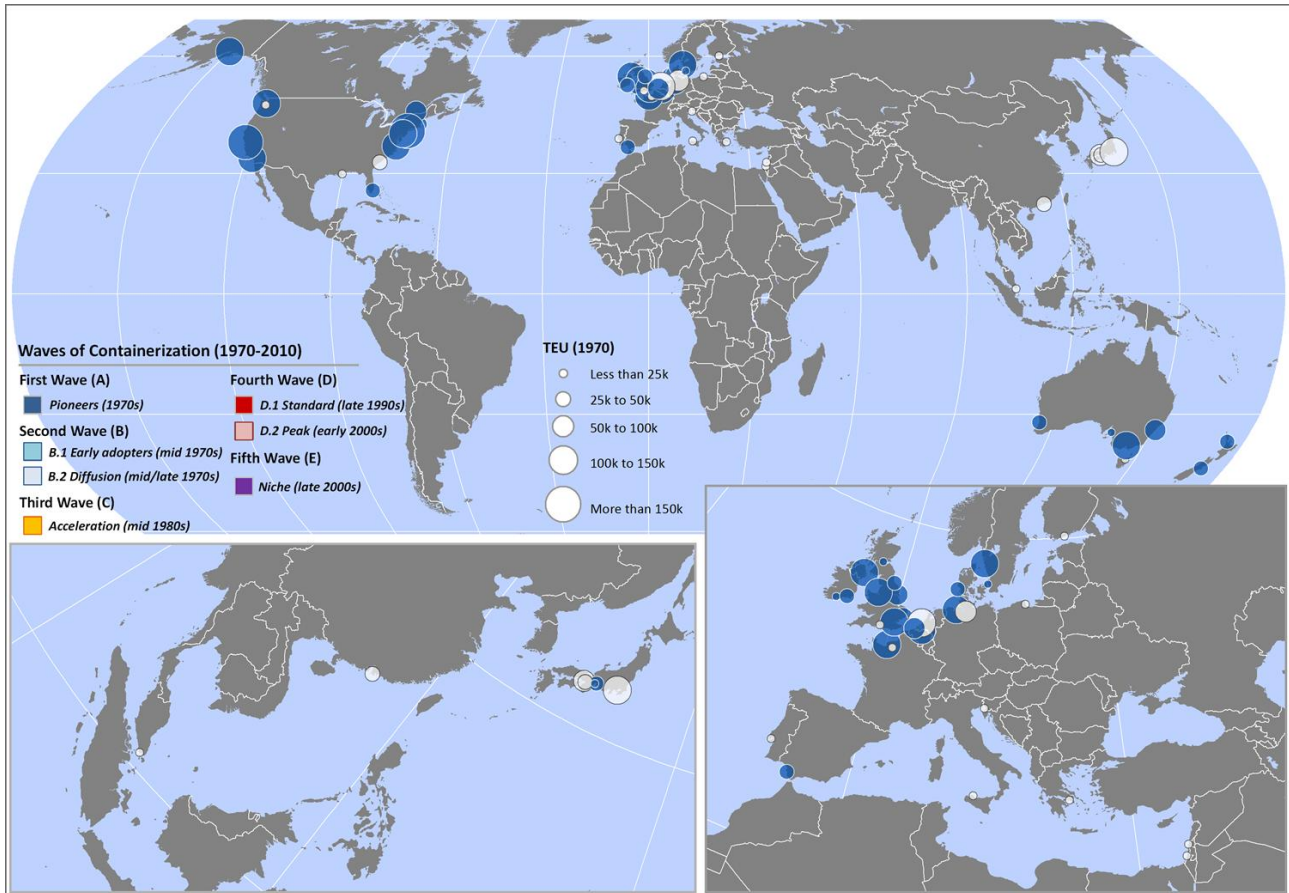 Waves of Containerization (1970-2010)
First Wave (A)
Pioneers (1970s)
Second Wave (B)
B.1 Early adopters (mid 1970s)
B.2 Diffusion (mid/late 1970s)
Third Wave (C)
Acceleration (mid 1980s)
Fourth Wave (D)
D.1 Standard (late 1990s)
D.2 Peak (early 2000s)
Fifth Wave (E)
Niche (late 2000s)
TEU (1970)
Less than 25k
25k to 50k
50k to 100k
100k to 150k
More than 150k